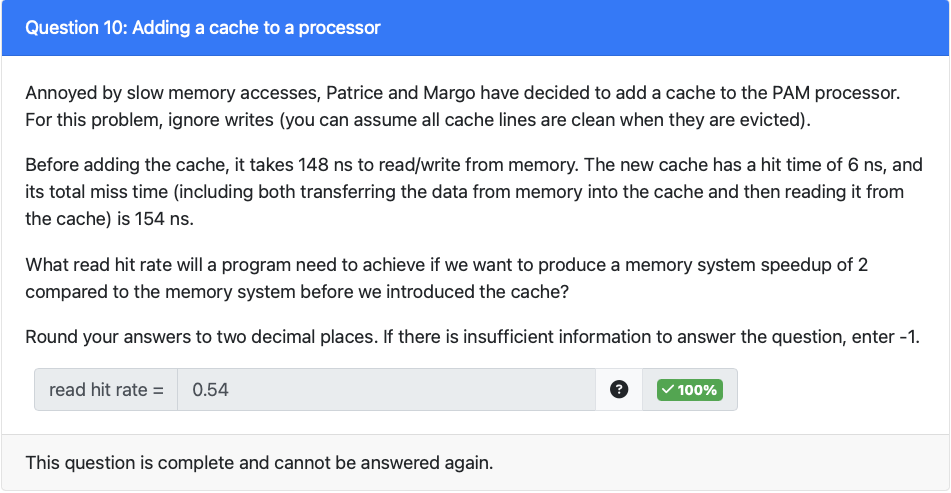 Question 10: Adding a cache to a processor
Annoyed by slow memory accesses, Patrice and Margo have decided to add a cache to the PAM processor.
For this problem, ignore writes (you can assume all cache lines are clean when they are evicted).
Before adding the cache, it takes 148 ns to read/write from memory. The new cache has a hit time of 6 ns, and
its total miss time (including both transferring the data from memory into the cache and then reading it from
the cache) is 154 ns.
What read hit rate will a program need to achieve if we want to produce a memory system speedup of 2
compared to the memory system before we introduced the cache?
Round your answers to two decimal places. If there is insufficient information to answer the question, enter -1.
read hit rate = 0.54 ? ✓ 100%
This question is complete and cannot be answered again.